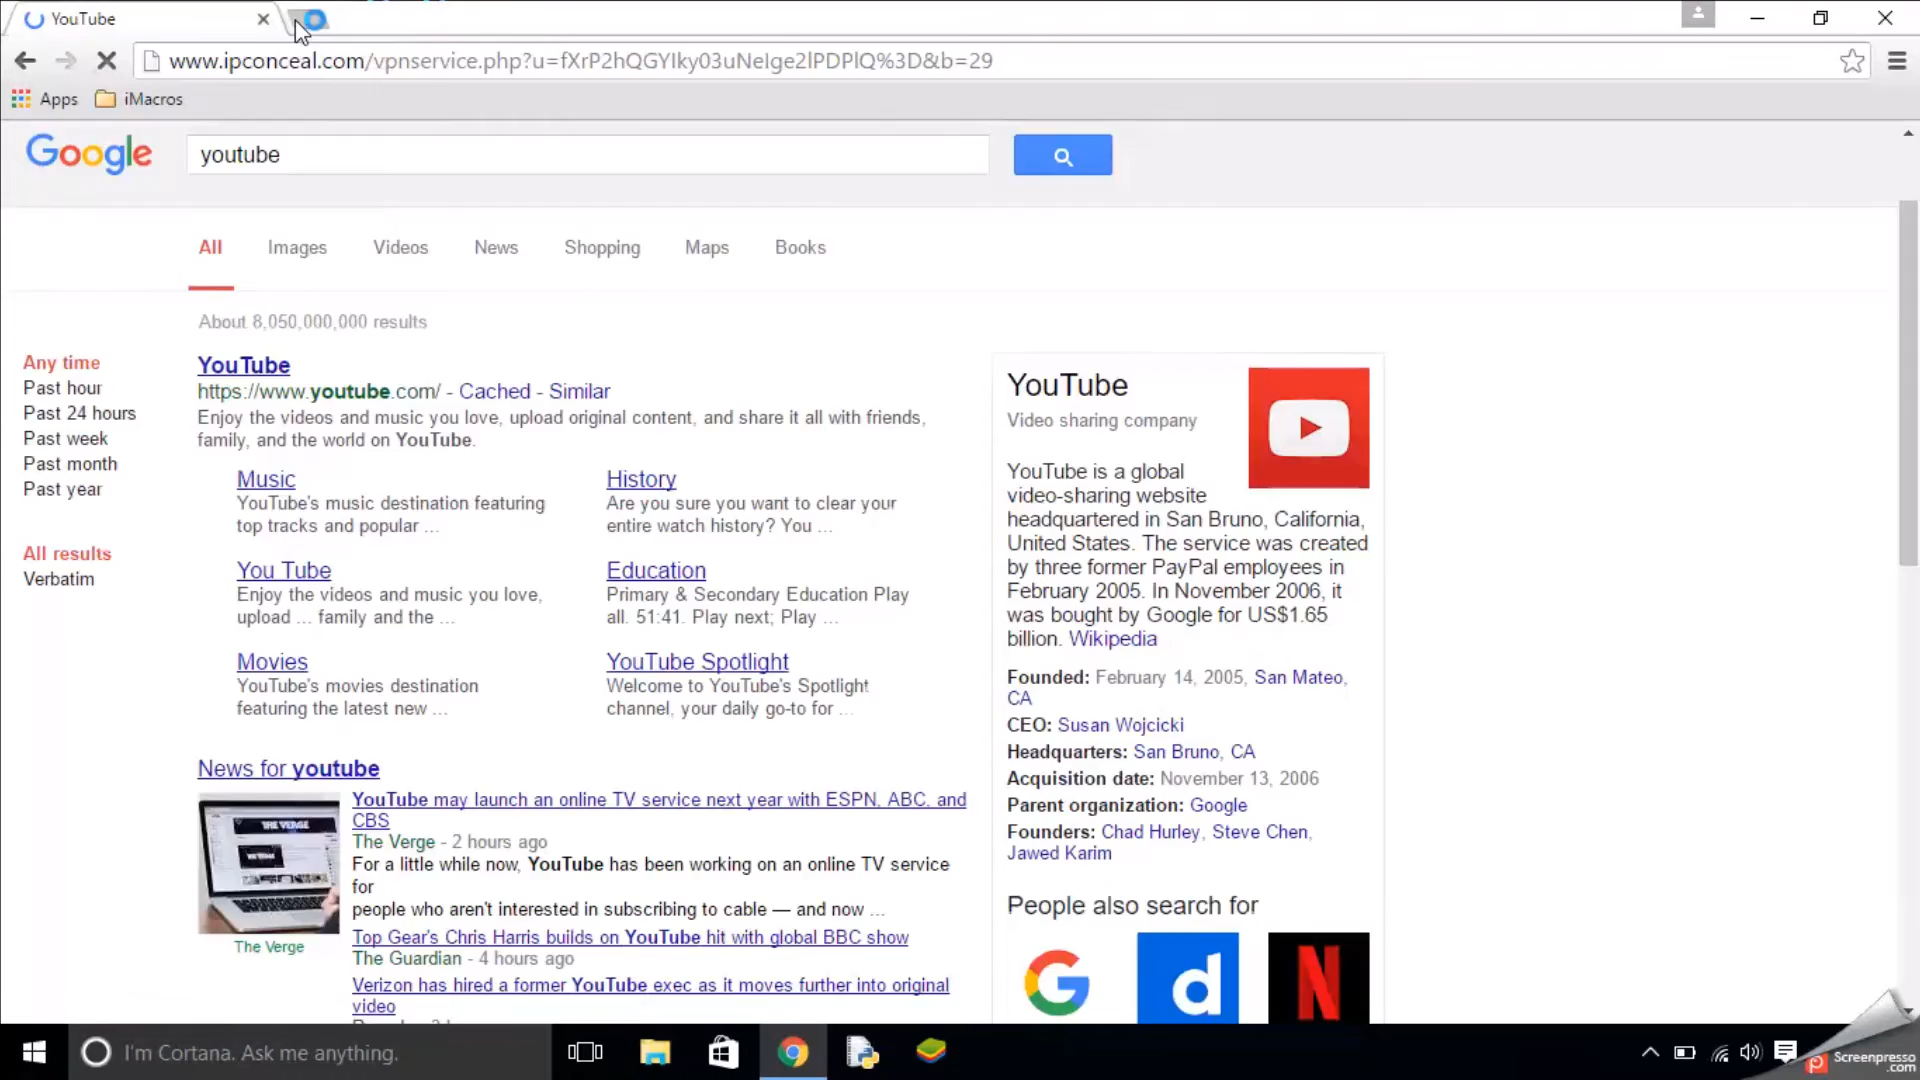 YouTube
www.ipconceal.com/vpnservice.php?u=fXrP2hQGYIky03uNeIge2lPDPlQ%3D&b=29
Apps iMacros
Google youtube
All Images Videos News Shopping Maps Books
About 8,050,000,000 results
Any time
Past hour
Past 24 hours
Past week
Past month
Past year
All results
Verbatim
YouTube
https://www.youtube.com/ - Cached - Similar
Enjoy the videos and music you love, upload original content, and share it all with friends,
family, and the world on YouTube.
Music
YouTube's music destination featuring
top tracks and popular ...
History
Are you sure you want to clear your
entire watch history? You ...
You Tube
Enjoy the videos and music you love,
upload ... family and the ...
Education
Primary & Secondary Education Play
all. 51:41. Play next; Play ...
Movies
YouTube's movies destination
featuring the latest new ...
YouTube Spotlight
Welcome to YouTube's Spotlight
channel, your daily go-to for ...
News for youtube
THE VERGE
The Verge
YouTube may launch an online TV service next year with ESPN, ABC, and
CBS
The Verge - 2 hours ago
For a little while now, YouTube has been working on an online TV service
for
people who aren't interested in subscribing to cable — and now ...
Top Gear's Chris Harris builds on YouTube hit with global BBC show
The Guardian - 4 hours ago
Verizon has hired a former YouTube exec as it moves further into original
video
YouTube
Video sharing company
YouTube is a global
video-sharing website
headquartered in San Bruno, California,
United States. The service was created
by three former PayPal employees in
February 2005. In November 2006, it
was bought by Google for US$1.65
billion. Wikipedia
Founded: February 14, 2005, San Mateo,
CA
CEO: Susan Wojcicki
Headquarters: San Bruno, CA
Acquisition date: November 13, 2006
Parent organization: Google
Founders: Chad Hurley, Steve Chen,
Jawed Karim
People also search for
G d N
I'm Cortana. Ask me anything.
Screenpresso
.com